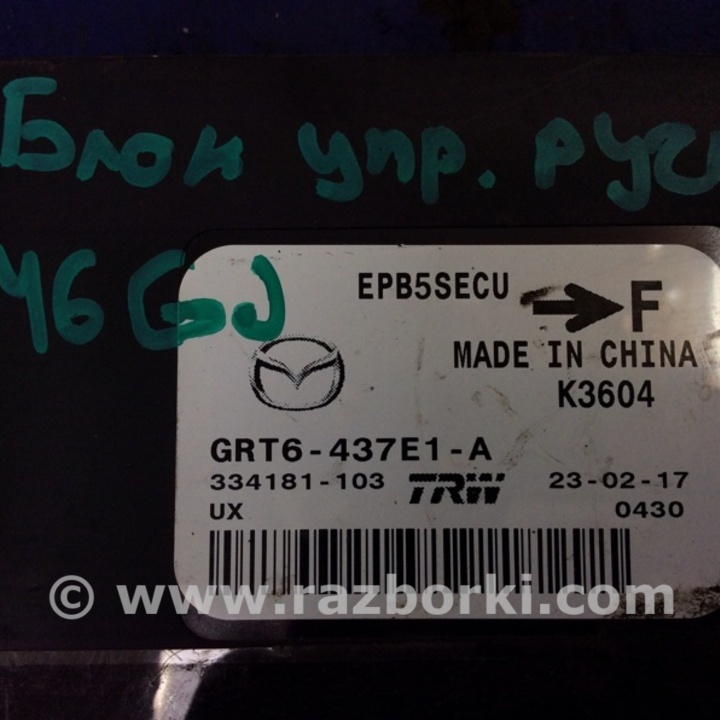 Блок упр. руч
М6 GJ
EPB5SECU
F
MADE IN CHINA
K3604
GRT6-437E1-A
334181-103 TRW 23-02-17
UX 0430
© www.razborki.com